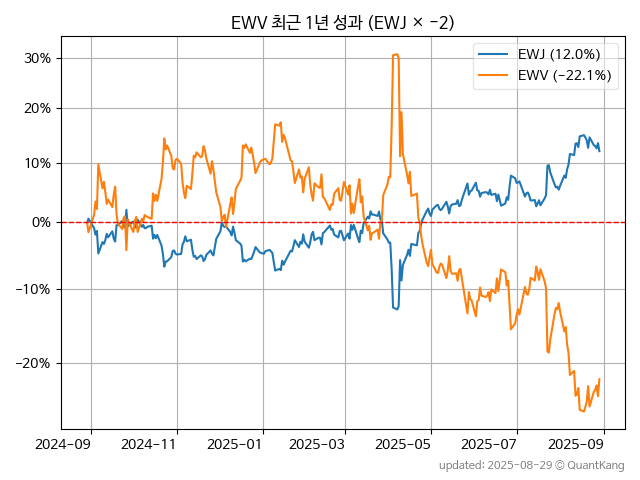 EWV 최근 1년 성과 (EWJ × -2)
EWJ (12.0%)
EWV (-22.1%)
30%
20%
10%
0%
-10%
-20%
2024-09 2024-11 2025-01 2025-03 2025-05 2025-07 2025-09
updated: 2025-08-29 © QuantKang